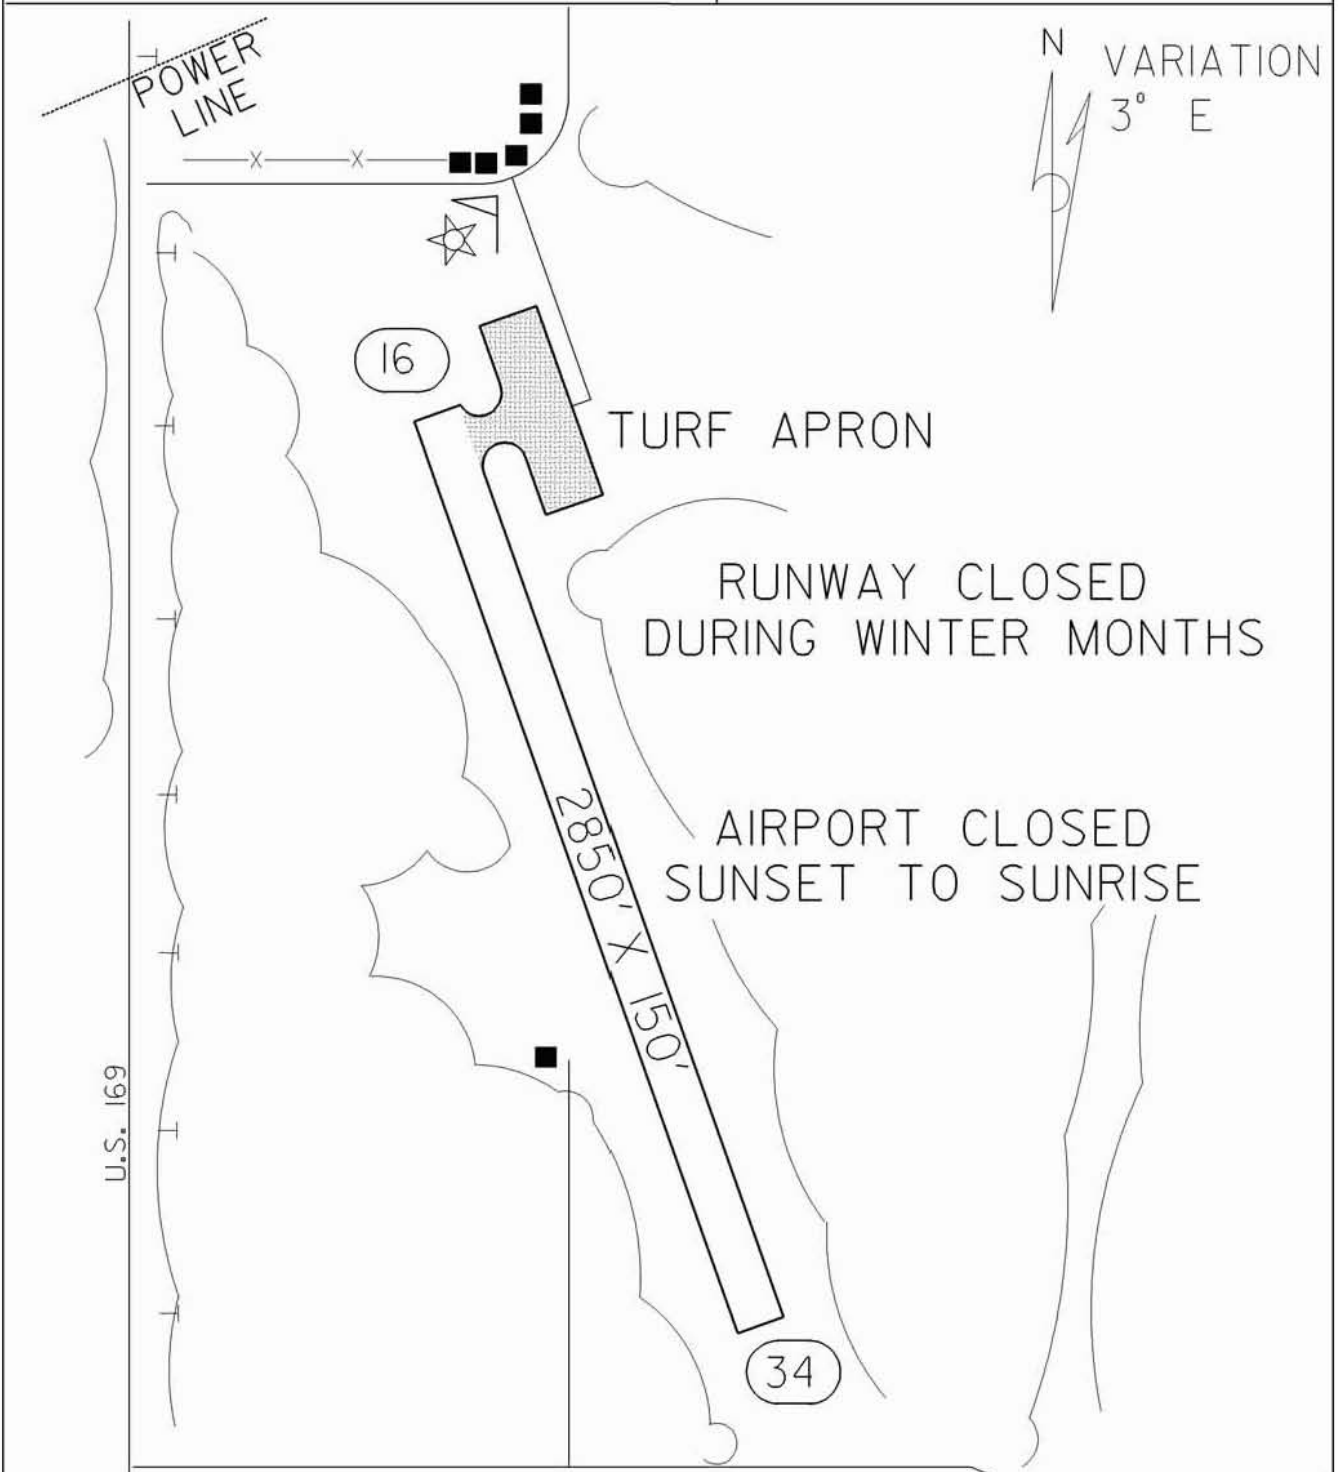 N
VARIATION
3° E
POWER
LINE
X X
16
TURF APRON
RUNWAY CLOSED
DURING WINTER MONTHS
AIRPORT CLOSED
SUNSET TO SUNRISE
2850' X 150'
U.S. 169
34